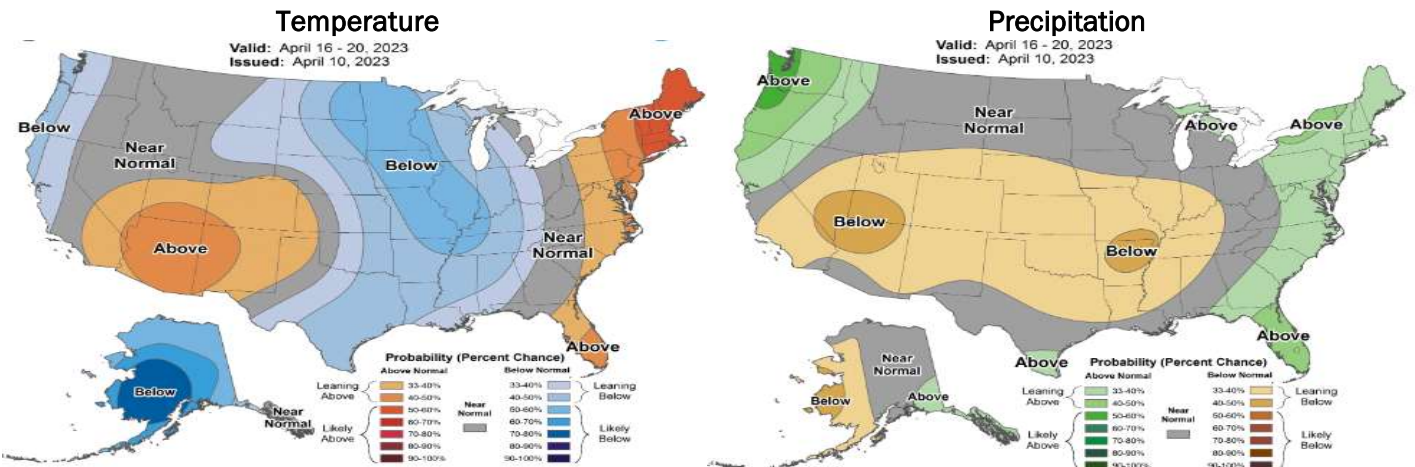 Temperature
Valid: April 16 - 20, 2023
Issued: April 10, 2023
Below
Near
Normal
Above
Below
Near
Normal
Above
Above
Below
Near
Normal
Probability (Percent Chance)
Above Normal
Below Normal
Leaning
Above
33-40%
40-50%
Near
Normal
33-40%
40-50%
Leaning
Below
Likely
Above
50-60%
60-70%
70-80%
80-90%
90-100%
50-60%
60-70%
70-80%
80-90%
90-100%
Likely
Below
Precipitation
Valid: April 16 - 20, 2023
Issued: April 10, 2023
Above
Near
Normal
Above
Above
Below
Below
Above
Above
Near
Normal
Below
Above
Probability (Percent Chance)
Above Normal
Below Normal
Leaning
Above
33-40%
40-50%
Near
Normal
33-40%
40-50%
Leaning
Below
Likely
Above
50-60%
60-70%
70-80%
80-90%
90-100%
50-60%
60-70%
70-80%
80-90%
90-100%
Likely
Below